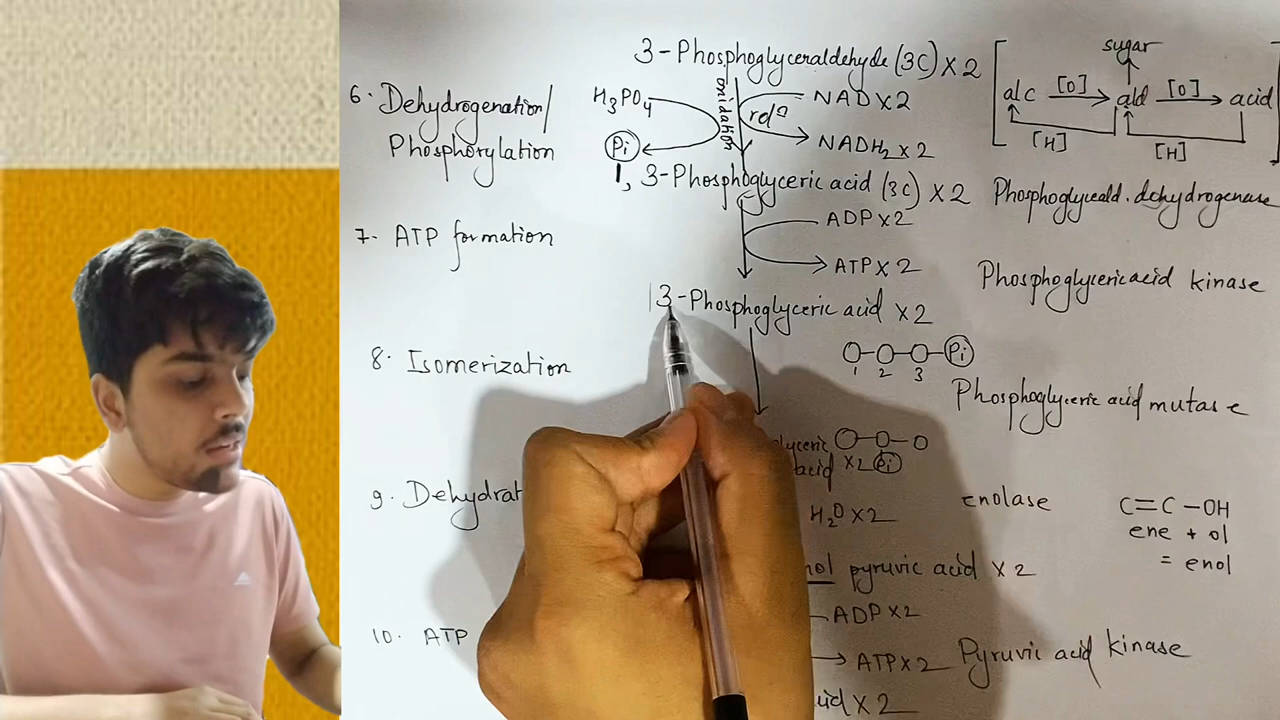 3-Phosphoglyceraldehyde (3C) X 2
sugar
6. Dehydrogenation/
Phosphorylation
H3PO4
oxidation
NAD X 2
redn
NADH2 X 2
Pi
alc [O] ald [O] acid
[H] [H]
1, 3-Phosphoglyceric acid (3C) X 2
Phosphoglyceald. dehydrogenase
7. ATP formation
ADP X 2
ATP X 2
Phosphoglyceric acid kinase
3-Phosphoglyceric acid X 2
8. Isomerization
Pi
1 2 3
Phosphoglyceric acid mutase
glyceric
acid X 2 Pi
9. Dehydrat
H2O X 2
enolase
C=C-OH
ene + ol
= enol
nol pyruvic acid X 2
ADP X 2
10. ATP
ATP X 2
Pyruvic acid kinase
X 2